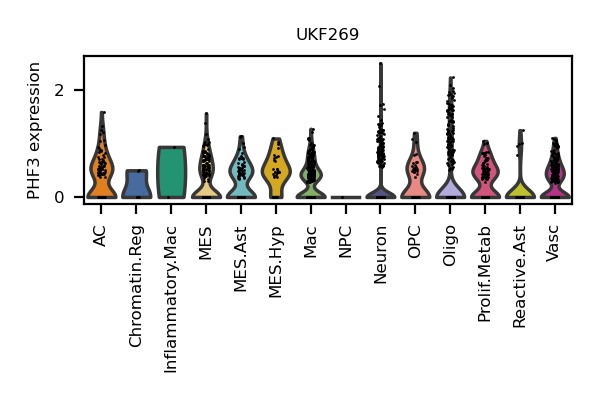 UKF269
PHF3 expression
2
0
AC
Chromatin.Reg
Inflammatory.Mac
MES
MES.Ast
MES.Hyp
Mac
NPC
Neuron
OPC
Oligo
Prolif.Metab
Reactive.Ast
Vasc